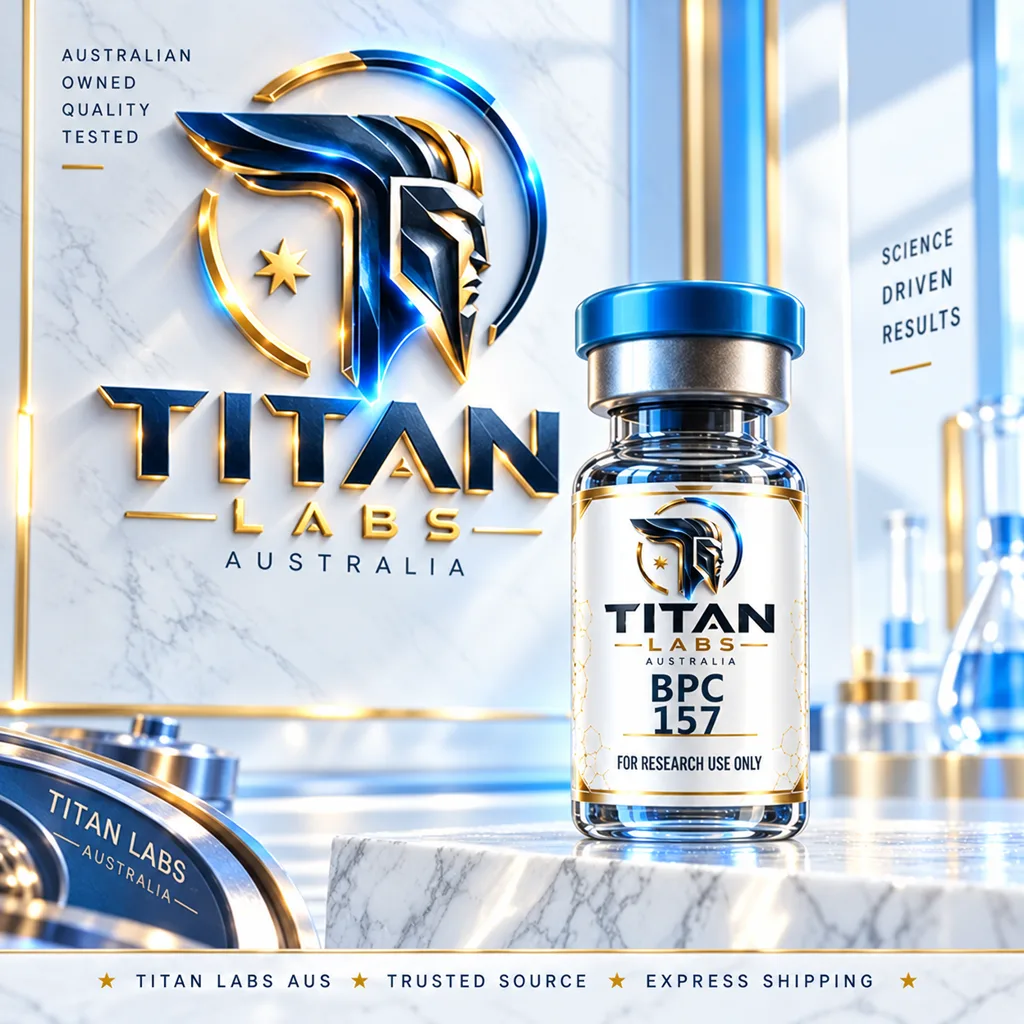 AUSTRALIAN
OWNED
QUALITY
TESTED
TITAN
LABS
AUSTRALIA
SCIENCE
DRIVEN
RESULTS
TITAN
LABS
AUSTRALIA
BPC
157
FOR RESEARCH USE ONLY
TITAN LABS
AUSTRALIA
★ TITAN LABS AUS ★ TRUSTED SOURCE ★ EXPRESS SHIPPING ★